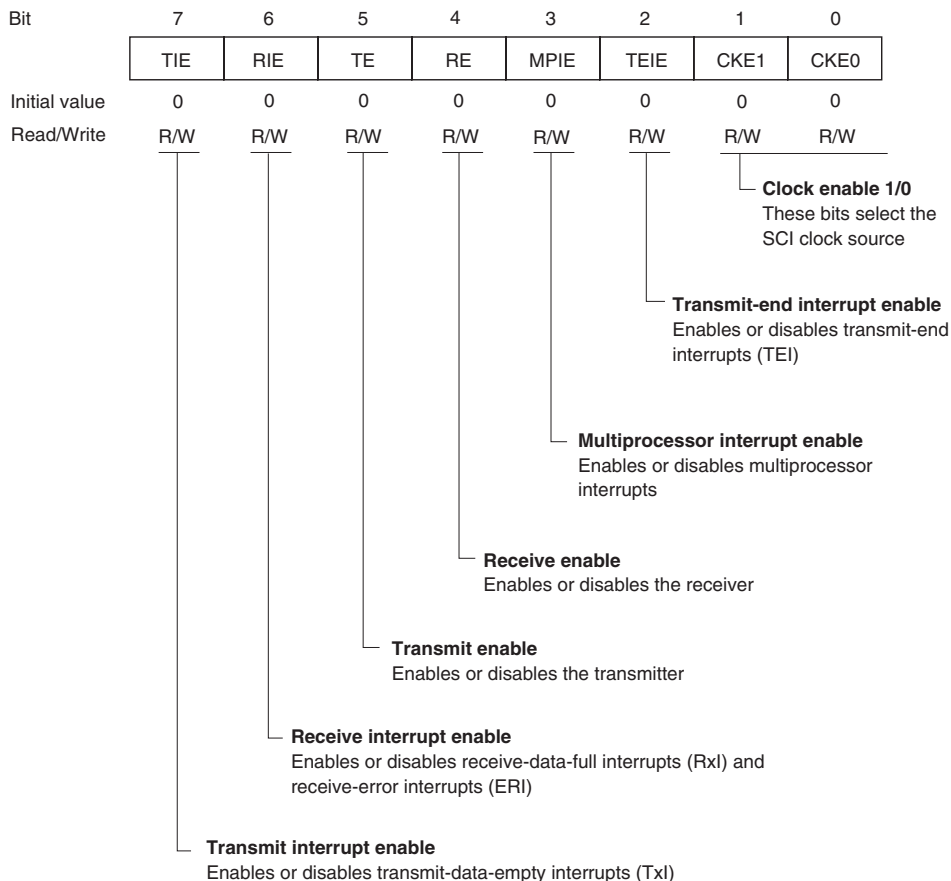 Bit 7 6 5 4 3 2 1 0
TIE RIE TE RE MPIE TEIE CKE1 CKE0
Initial value 0 0 0 0 0 0 0 0
Read/Write R/W R/W R/W R/W R/W R/W R/W R/W
Clock enable 1/0
These bits select the
SCI clock source
Transmit-end interrupt enable
Enables or disables transmit-end
interrupts (TEI)
Multiprocessor interrupt enable
Enables or disables multiprocessor
interrupts
Receive enable
Enables or disables the receiver
Transmit enable
Enables or disables the transmitter
Receive interrupt enable
Enables or disables receive-data-full interrupts (RxI) and
receive-error interrupts (ERI)
Transmit interrupt enable
Enables or disables transmit-data-empty interrupts (TxI)